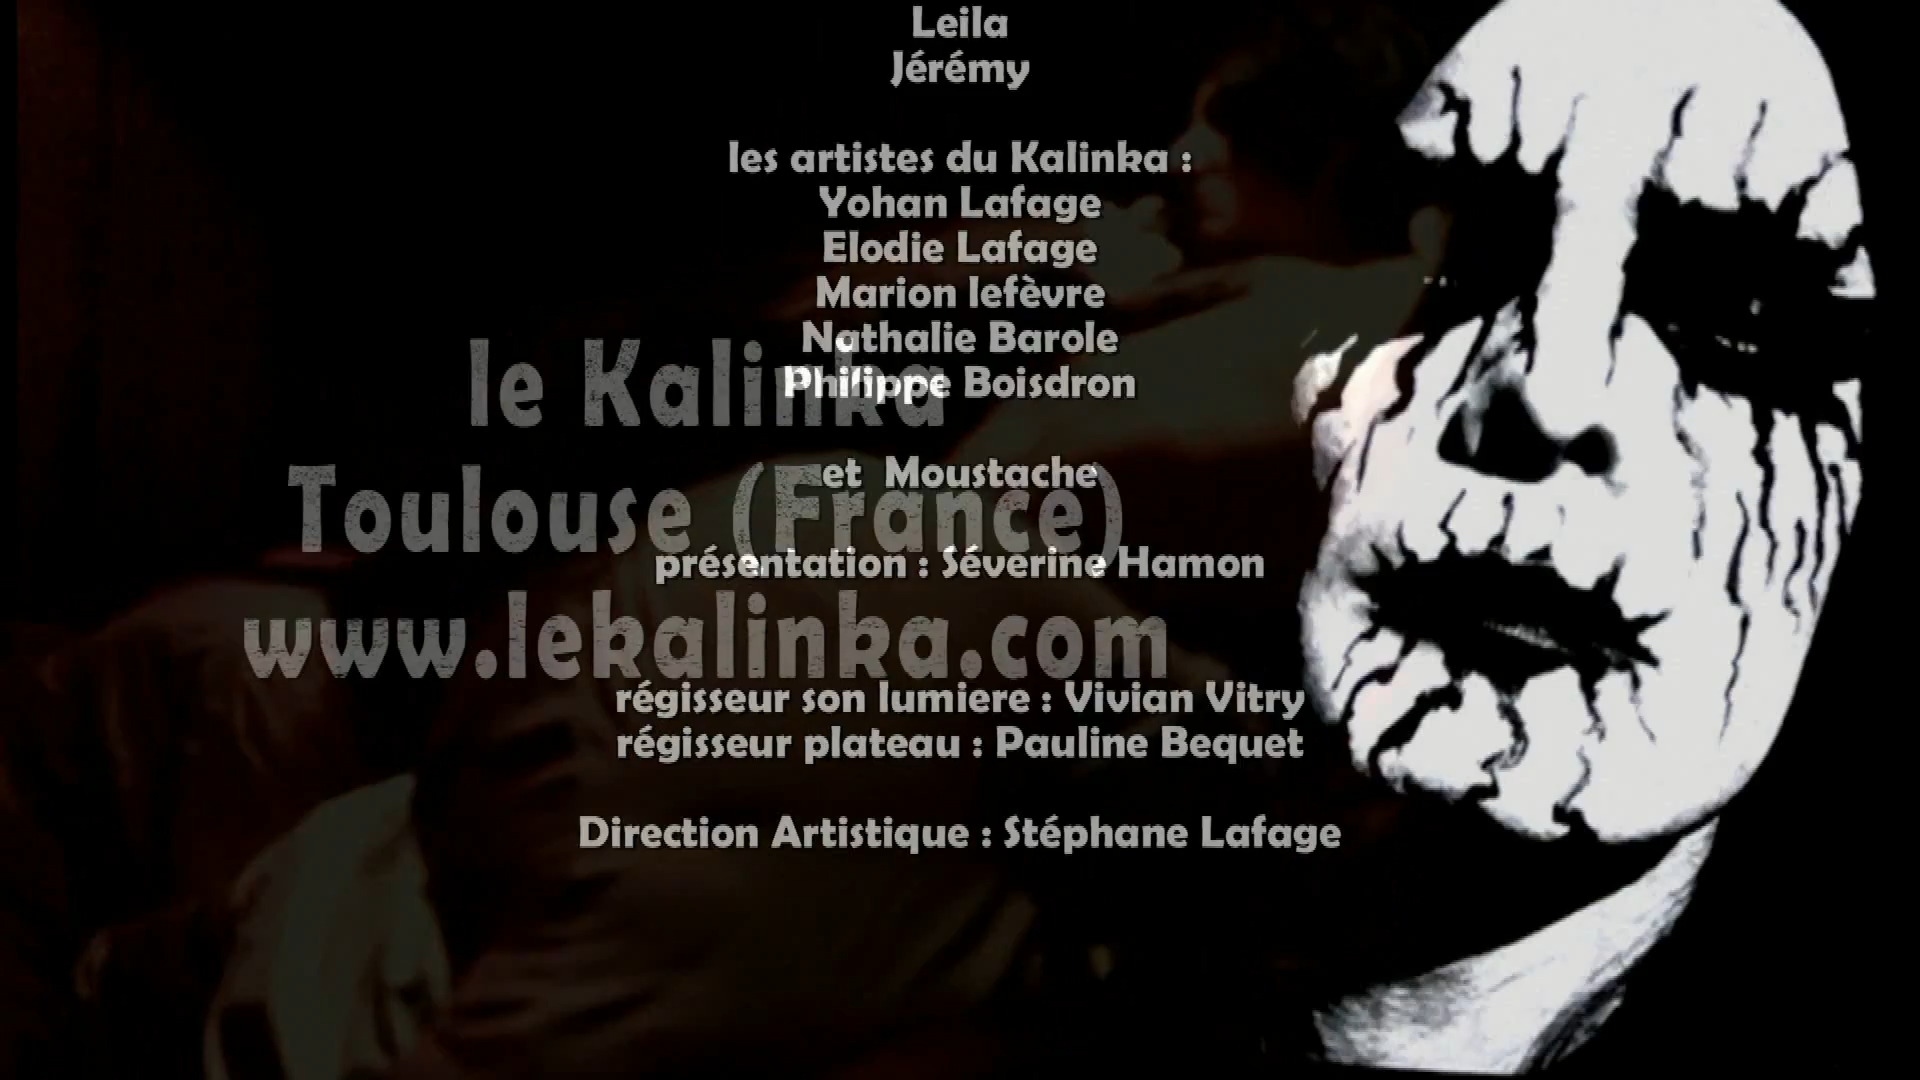 Leila
Jérémy
les artistes du Kalinka :
Yohan Lafage
Elodie Lafage
Marion lefèvre
Nathalie Barole
Philippe Boisdron
et Moustache
présentation : Séverine Hamon
régisseur son lumiere : Vivian Vitry
régisseur plateau : Pauline Bequet
Direction Artistique : Stéphane Lafage
le Kalinka
Toulouse (France)
www.lekalinka.com